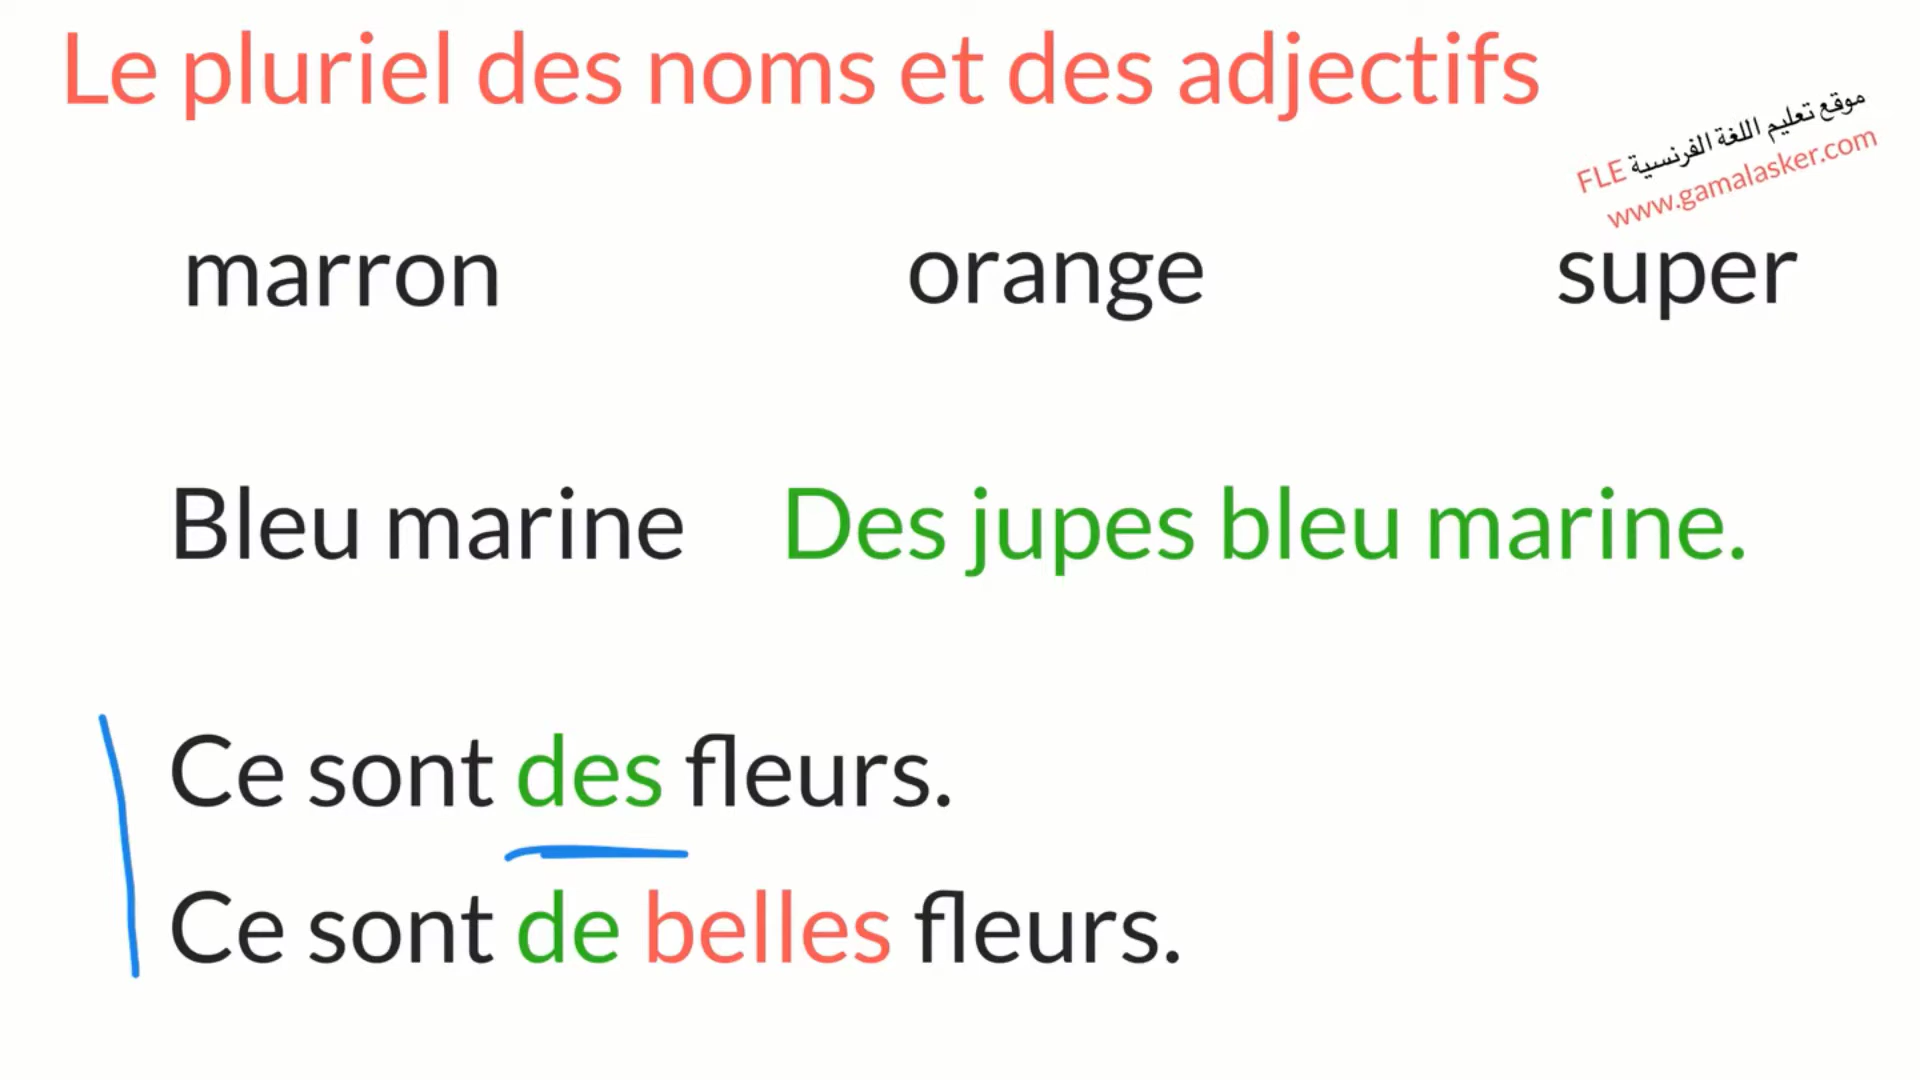 Le pluriel des noms et des adjectifs
موقع تعليم اللغة الفرنسية FLE
www.gamalasker.com
marron orange super
Bleu marine Des jupes bleu marine.
Ce sont des fleurs.
Ce sont de belles fleurs.